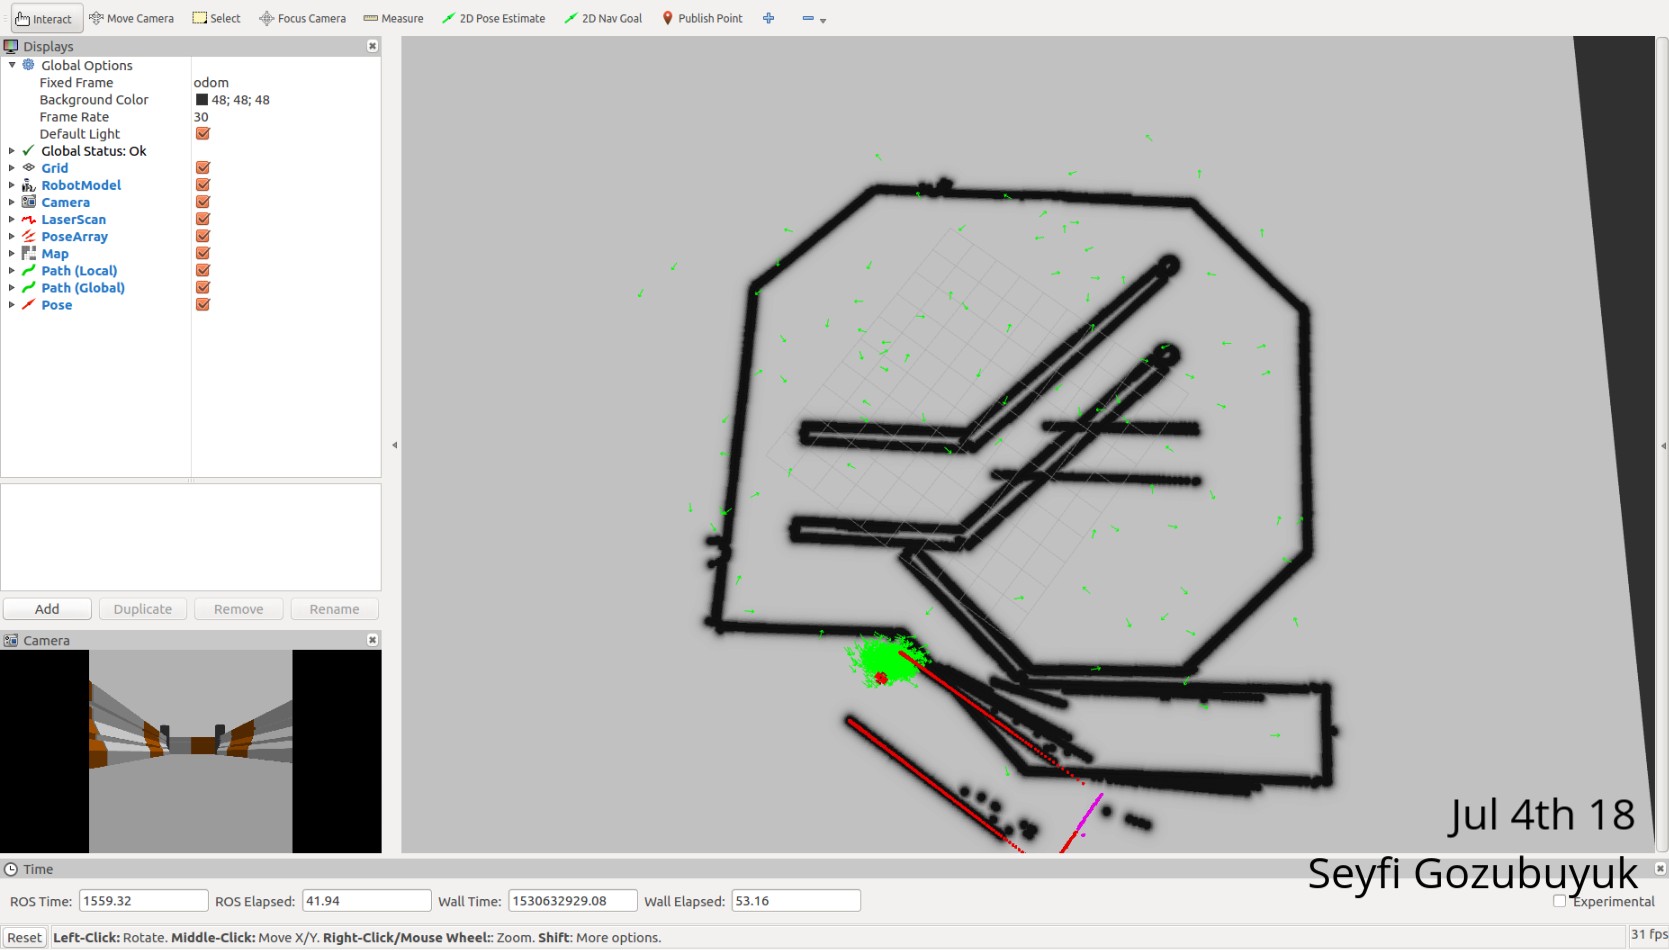 Interact Move Camera Select Focus Camera Measure 2D Pose Estimate 2D Nav Goal Publish Point
Displays
Global Options
Fixed Frame odom
Background Color 48; 48; 48
Frame Rate 30
Default Light
Global Status: Ok
Grid
RobotModel
Camera
LaserScan
PoseArray
Map
Path (Local)
Path (Global)
Pose
Add Duplicate Remove Rename
Camera
Jul 4th 18
Seyfi Gozubuyuk
Time
ROS Time: 1559.32 ROS Elapsed: 41.94 Wall Time: 1530632929.08 Wall Elapsed: 53.16 Experimental
Reset Left-Click: Rotate. Middle-Click: Move X/Y. Right-Click/Mouse Wheel:: Zoom. Shift: More options. 31 fps